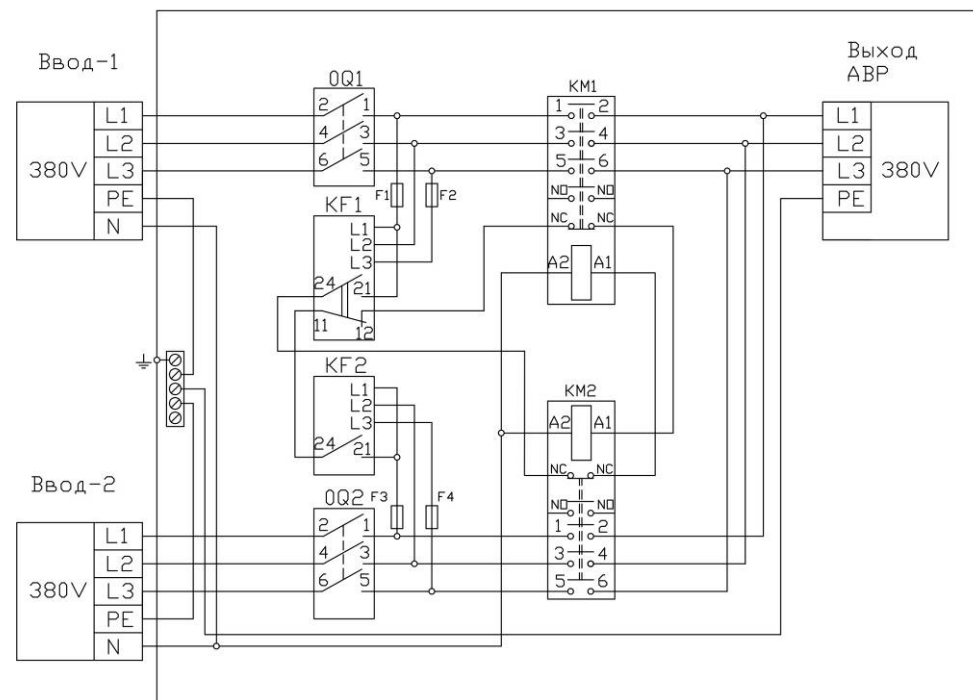 Ввод-1
380V
L1
L2
L3
PE
N
0Q1
2 1
4 3
6 5
F1 F2
KF1
L1
L2
L3
24 21
11 12
KM1
1 2
3 4
5 6
NO NO
NC NC
A2 A1
Выход
АВР
L1
L2
L3
PE
380V
KF2
L1
L2
L3
24 21
KM2
A2 A1
NC NC
NO NO
1 2
3 4
5 6
Ввод-2
380V
L1
L2
L3
PE
N
0Q2
F3 F4
2 1
4 3
6 5